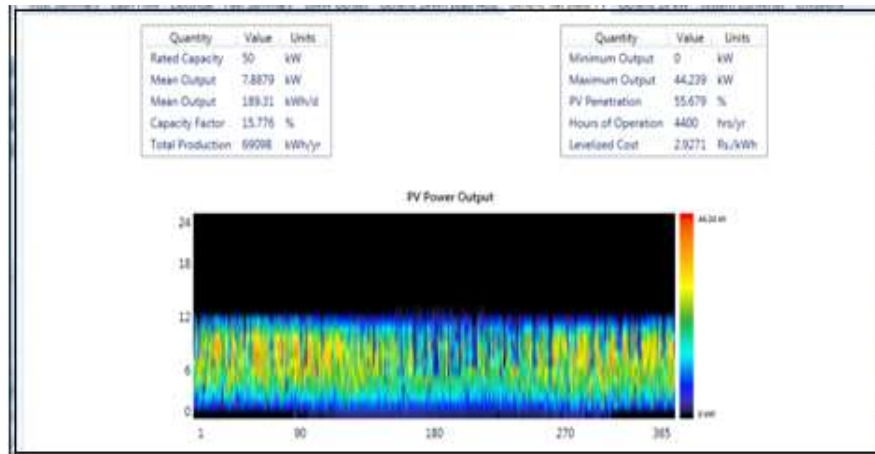 Quantity Value Units
Rated Capacity 50 kW
Mean Output 7.8879 kW
Mean Output 189.31 kWh/d
Capacity Factor 15.776 %
Total Production 69098 kWh/yr
Quantity Value Units
Minimum Output 0 kW
Maximum Output 44.239 kW
PV Penetration 55.679 %
Hours of Operation 4400 hrs/yr
Levelized Cost 2.9271 Rs./kWh
PV Power Output
24
18
12
6
0
1 90 180 270 365
0 kW